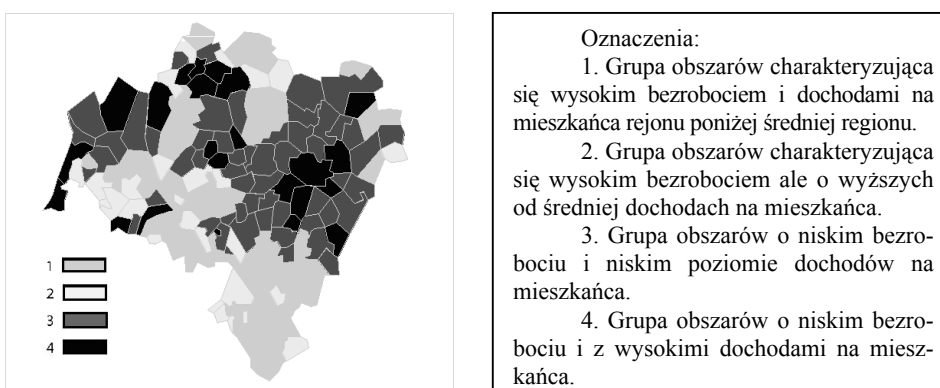 1
2
3
4
Oznaczenia:
1. Grupa obszarów charakteryzująca
się wysokim bezrobociem i dochodami na
mieszkańca rejonu poniżej średniej regionu.
2. Grupa obszarów charakteryzująca
się wysokim bezrobociem ale o wyższych
od średniej dochodach na mieszkańca.
3. Grupa obszarów o niskim bezro-
bociu i niskim poziomie dochodów na
mieszkańca.
4. Grupa obszarów o niskim bezro-
bociu i z wysokimi dochodami na miesz-
kańca.